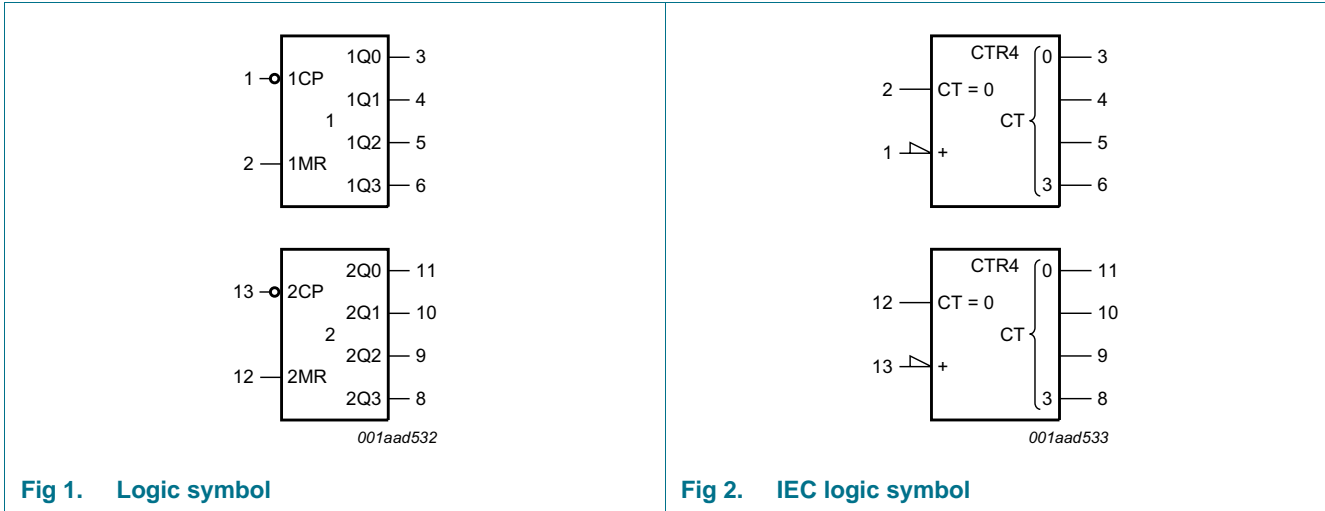 1Q0 3
1 1CP
1Q1 4
1
1Q2 5
2 1MR
1Q3 6
2Q0 11
13 2CP
2Q1 10
2
2Q2 9
12 2MR
2Q3 8
001aad532
Fig 1. Logic symbol
CTR4 0 3
2 CT = 0
4
CT
5
1 +
3 6
CTR4 0 11
12 CT = 0
10
CT
9
13 +
3 8
001aad533
Fig 2. IEC logic symbol